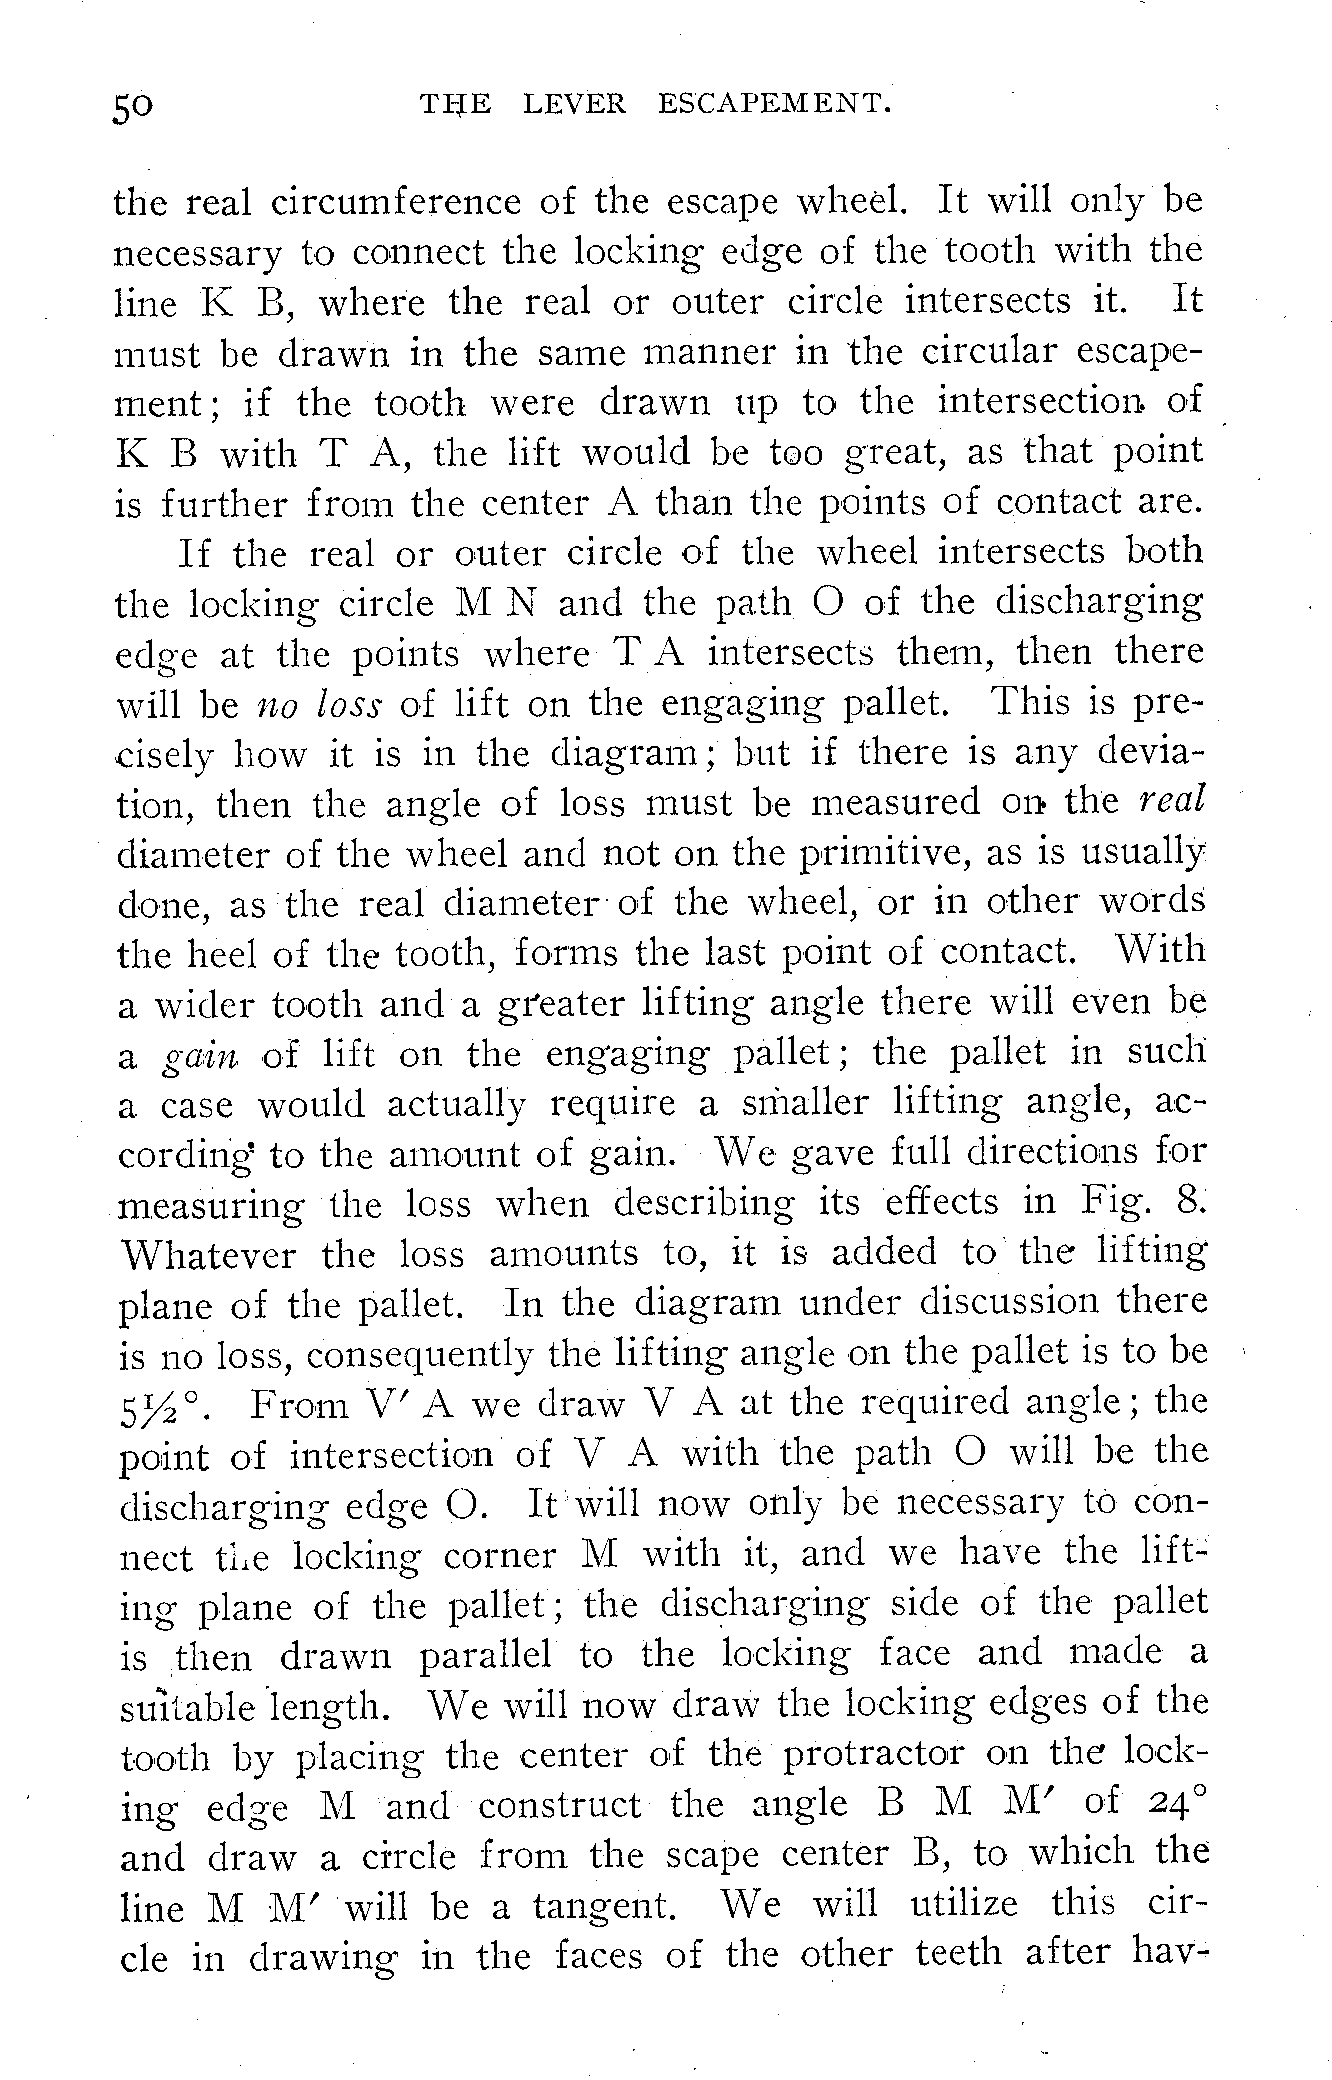 50 THE LEVER ESCAPEMENT.
the real circumference of the escape wheel. It will only be
necessary to connect the locking edge of the tooth with the
line K B, where the real or outer circle intersects it. It
must be drawn in the same manner in the circular escape-
ment; if the tooth were drawn up to the intersection of
K B with T A, the lift would be too great, as that point
is further from the center A than the points of contact are.
If the real or outer circle of the wheel intersects both
the locking circle M N and the path O of the discharging
edge at the points where T A intersects them, then there
will be no loss of lift on the engaging pallet. This is pre-
cisely how it is in the diagram; but if there is any devia-
tion, then the angle of loss must be measured on the real
diameter of the wheel and not on the primitive, as is usually
done, as the real diameter of the wheel, or in other words
the heel of the tooth, forms the last point of contact. With
a wider tooth and a greater lifting angle there will even be
a gain of lift on the engaging pallet; the pallet in such
a case would actually require a smaller lifting angle, ac-
cording to the amount of gain. We gave full directions for
measuring the loss when describing its effects in Fig. 8.
Whatever the loss amounts to, it is added to the lifting
plane of the pallet. In the diagram under discussion there
is no loss, consequently the lifting angle on the pallet is to be
5½°. From V′ A we draw V A at the required angle; the
point of intersection of V A with the path O will be the
discharging edge O. It will now only be necessary to con-
nect the locking corner M with it, and we have the lift-
ing plane of the pallet; the discharging side of the pallet
is then drawn parallel to the locking face and made a
suitable length. We will now draw the locking edges of the
tooth by placing the center of the protractor on the lock-
ing edge M and construct the angle B M M′ of 24°
and draw a circle from the scape center B, to which the
line M M′ will be a tangent. We will utilize this cir-
cle in drawing in the faces of the other teeth after hav-